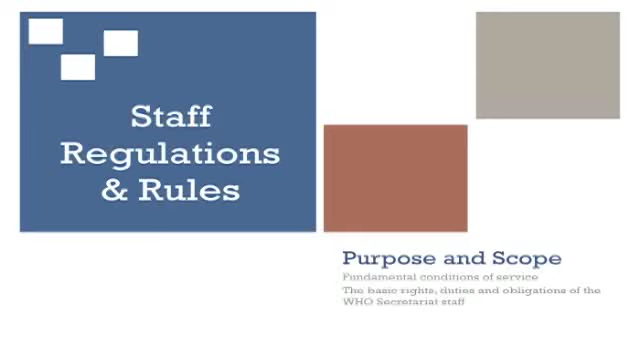 Staff
Regulations
& Rules
Purpose and Scope
Fundamental conditions of service
The basic rights, duties and obligations of the
WHO Secretariat staff